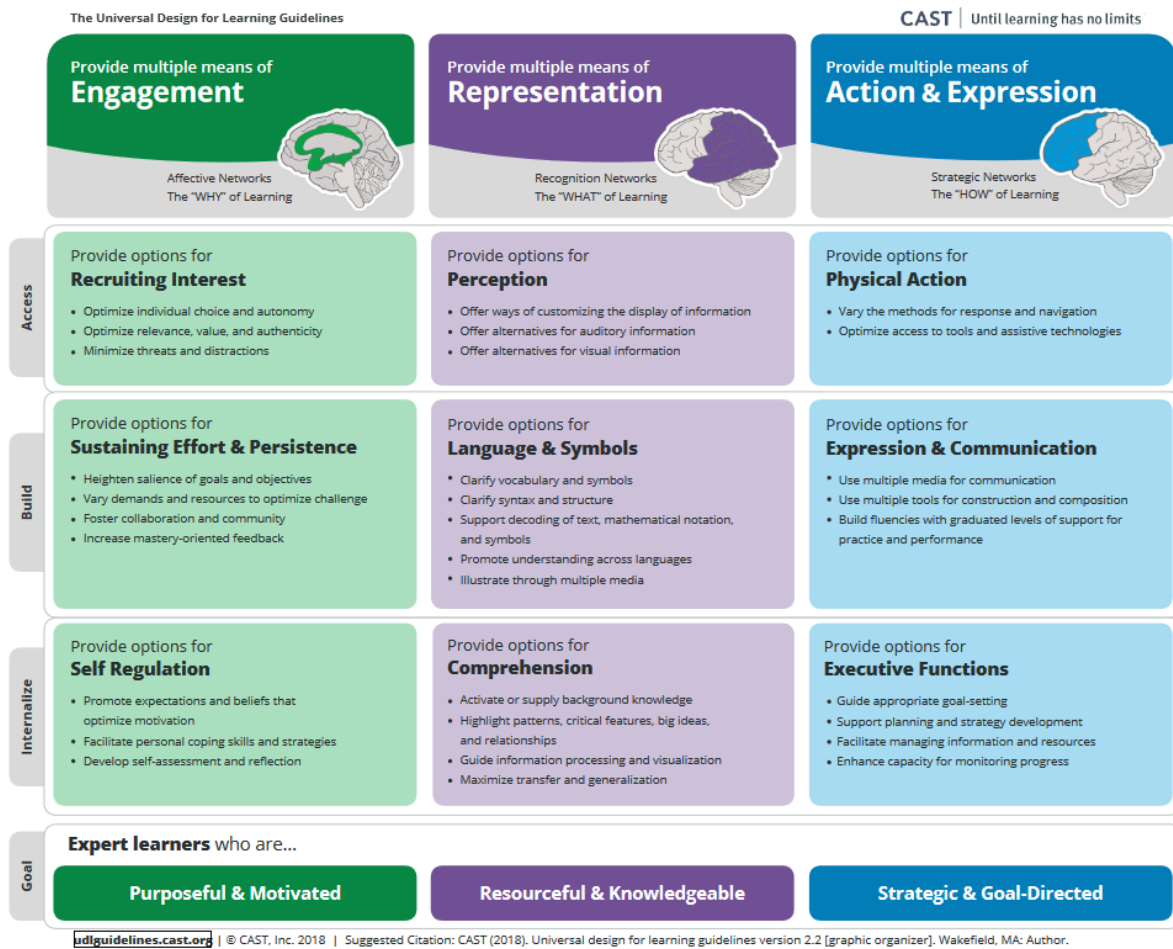 The Universal Design for Learning Guidelines
CAST | Until learning has no limits
Provide multiple means of
Engagement
Affective Networks
The "WHY" of Learning
Provide multiple means of
Representation
Recognition Networks
The "WHAT" of Learning
Provide multiple means of
Action & Expression
Strategic Networks
The "HOW" of Learning
Access
Provide options for
Recruiting Interest
• Optimize individual choice and autonomy
• Optimize relevance, value, and authenticity
• Minimize threats and distractions
Provide options for
Perception
• Offer ways of customizing the display of information
• Offer alternatives for auditory information
• Offer alternatives for visual information
Provide options for
Physical Action
• Vary the methods for response and navigation
• Optimize access to tools and assistive technologies
Build
Provide options for
Sustaining Effort & Persistence
• Heighten salience of goals and objectives
• Vary demands and resources to optimize challenge
• Foster collaboration and community
• Increase mastery-oriented feedback
Provide options for
Language & Symbols
• Clarify vocabulary and symbols
• Clarify syntax and structure
• Support decoding of text, mathematical notation,
and symbols
• Promote understanding across languages
• Illustrate through multiple media
Provide options for
Expression & Communication
• Use multiple media for communication
• Use multiple tools for construction and composition
• Build fluencies with graduated levels of support for
practice and performance
Internalize
Provide options for
Self Regulation
• Promote expectations and beliefs that
optimize motivation
• Facilitate personal coping skills and strategies
• Develop self-assessment and reflection
Provide options for
Comprehension
• Activate or supply background knowledge
• Highlight patterns, critical features, big ideas,
and relationships
• Guide information processing and visualization
• Maximize transfer and generalization
Provide options for
Executive Functions
• Guide appropriate goal-setting
• Support planning and strategy development
• Facilitate managing information and resources
• Enhance capacity for monitoring progress
Goal
Expert learners who are...
Purposeful & Motivated
Resourceful & Knowledgeable
Strategic & Goal-Directed
udlguidelines.cast.org | © CAST, Inc. 2018 | Suggested Citation: CAST (2018). Universal design for learning guidelines version 2.2 [graphic organizer]. Wakefield, MA: Author.